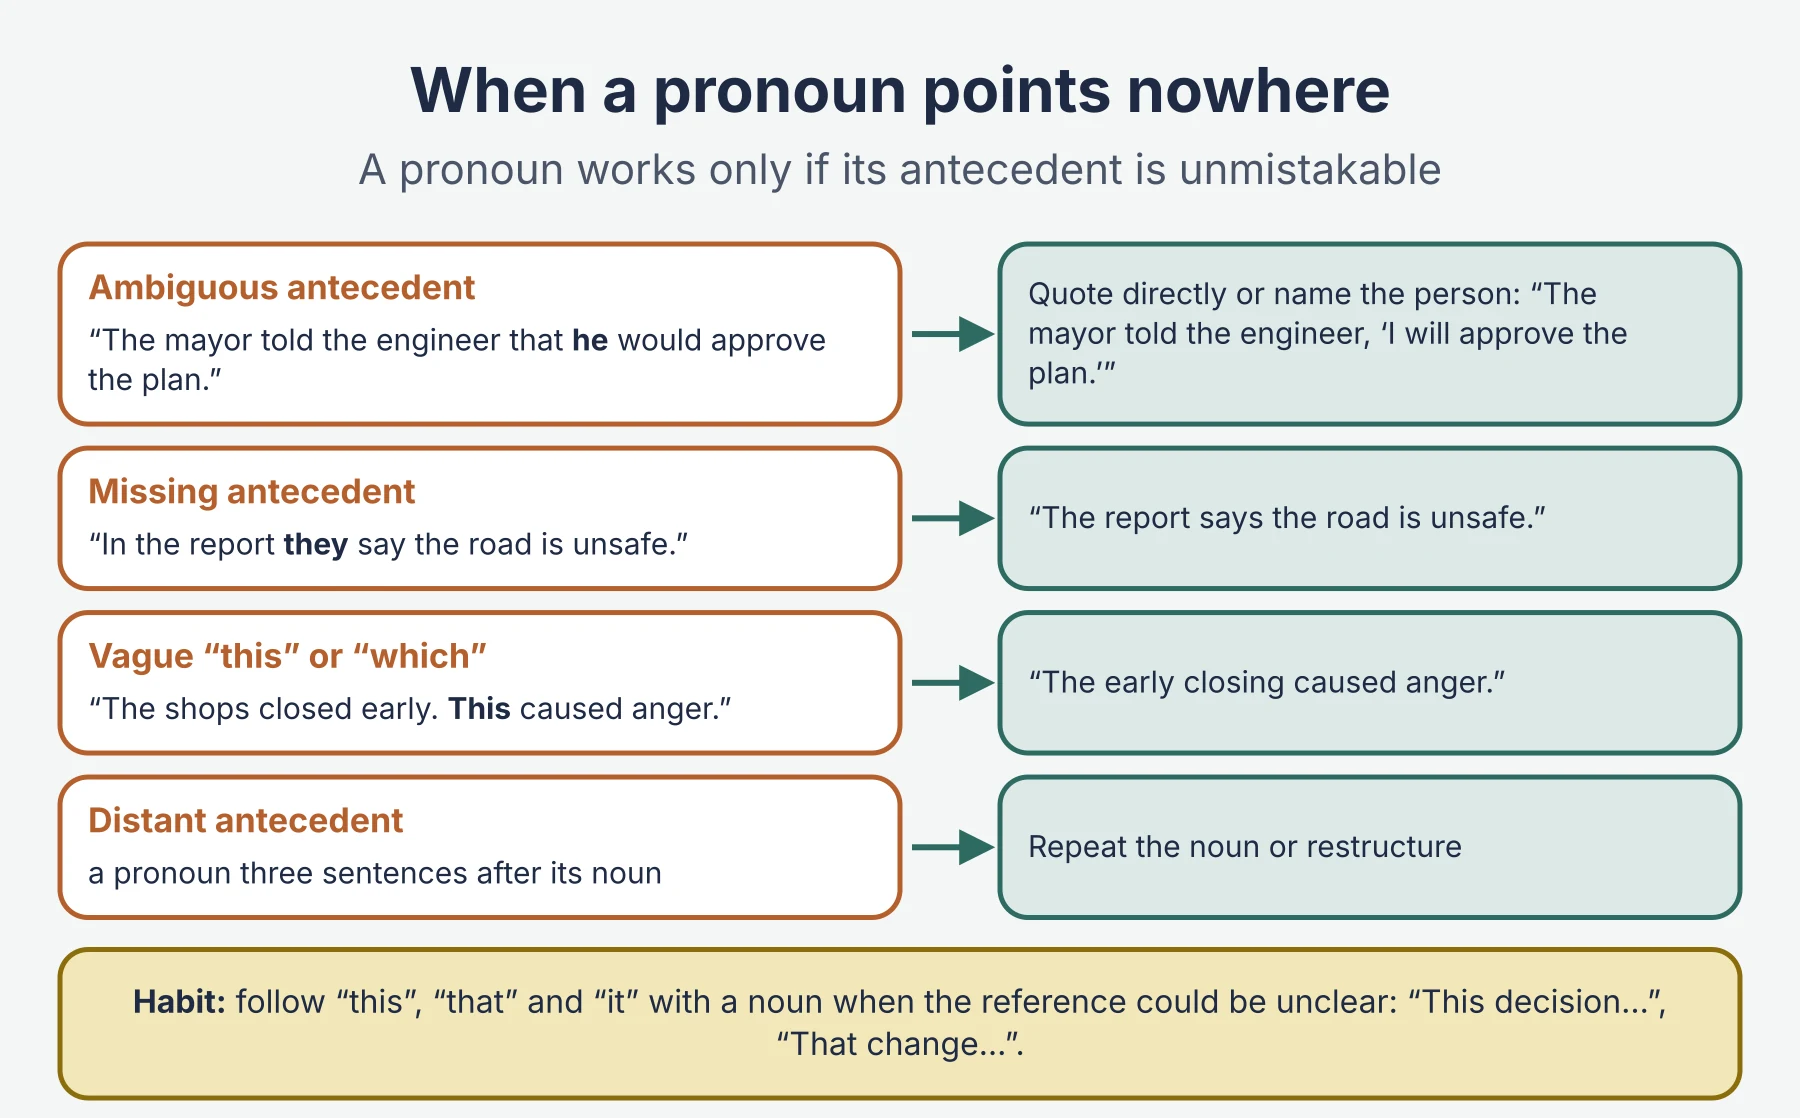 When a pronoun points nowhere
A pronoun works only if its antecedent is unmistakable
Ambiguous antecedent
“The mayor told the engineer that he would approve
the plan.”
Quote directly or name the person: “The
mayor told the engineer, ‘I will approve the
plan.’”
Missing antecedent
“In the report they say the road is unsafe.”
“The report says the road is unsafe.”
Vague “this” or “which”
“The shops closed early. This caused anger.”
“The early closing caused anger.”
Distant antecedent
a pronoun three sentences after its noun
Repeat the noun or restructure
Habit: follow “this”, “that” and “it” with a noun when the reference could be unclear: “This decision…”,
“That change…”.